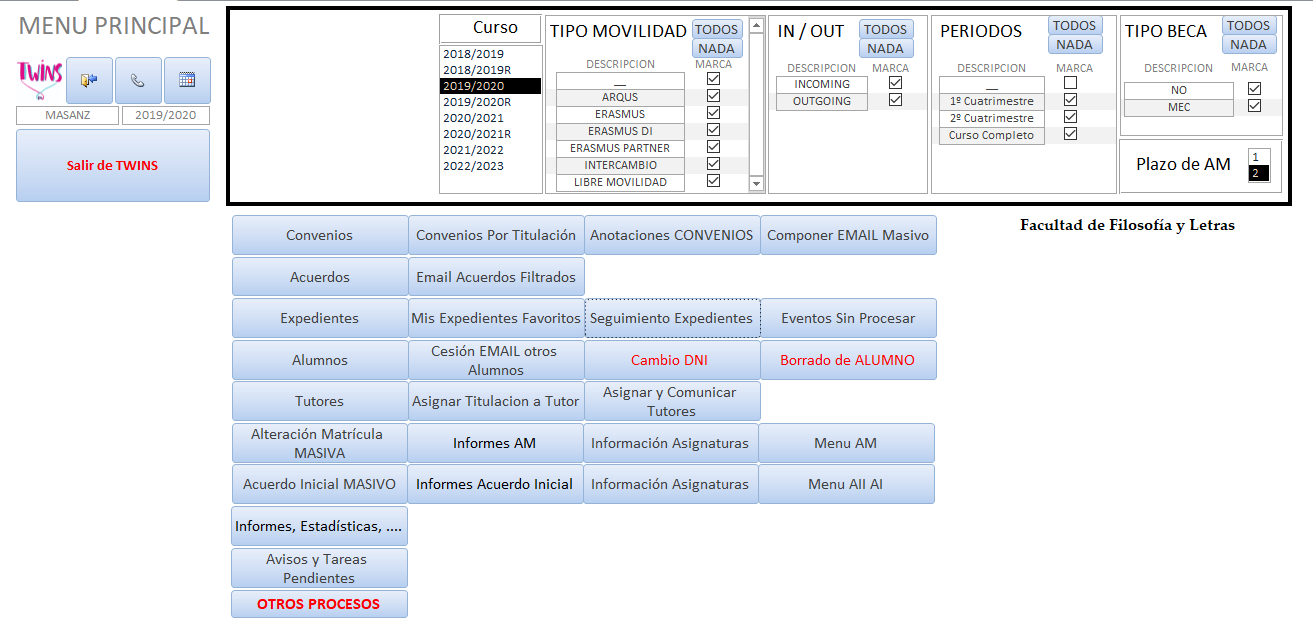 MENU PRINCIPAL
TWINS
MASANZ 2019/2020
Salir de TWINS
Curso
2018/2019
2018/2019R
2019/2020
2019/2020R
2020/2021
2020/2021R
2021/2022
2022/2023
TIPO MOVILIDAD TODOS
NADA
DESCRIPCION MARCA
__
ARQUS
ERASMUS
ERASMUS DI
ERASMUS PARTNER
INTERCAMBIO
LIBRE MOVILIDAD
IN / OUT TODOS
NADA
DESCRIPCION MARCA
INCOMING
OUTGOING
PERIODOS TODOS
NADA
DESCRIPCION MARCA
__
1º Cuatrimestre
2º Cuatrimestre
Curso Completo
TIPO BECA TODOS
NADA
DESCRIPCION MARCA
NO
MEC
Plazo de AM 1
2
Facultad de Filosofía y Letras
Convenios Convenios Por Titulación Anotaciones CONVENIOS Componer EMAIL Masivo
Acuerdos Email Acuerdos Filtrados
Expedientes Mis Expedientes Favoritos Seguimiento Expedientes Eventos Sin Procesar
Alumnos Cesión EMAIL otros
Alumnos Cambio DNI Borrado de ALUMNO
Tutores Asignar Titulacion a Tutor Asignar y Comunicar
Tutores
Alteración Matrícula
MASIVA Informes AM Información Asignaturas Menu AM
Acuerdo Inicial MASIVO Informes Acuerdo Inicial Información Asignaturas Menu AII AI
Informes, Estadísticas, ....
Avisos y Tareas
Pendientes
OTROS PROCESOS